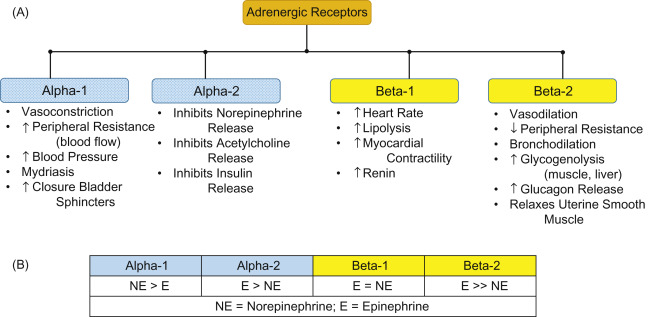 (A)
Adrenergic Receptors
Alpha-1
• Vasoconstriction
• ↑Peripheral Resistance
(blood flow)
• ↑Blood Pressure
• Mydriasis
• ↑Closure Bladder
Sphincters
Alpha-2
• Inhibits Norepinephrine
Release
• Inhibits Acetylcholine
Release
• Inhibits Insulin
Release
Beta-1
• ↑Heart Rate
• ↑Lipolysis
• ↑Myocardial
Contractility
• ↑Renin
Beta-2
• Vasodilation
• ↓ Peripheral Resistance
• Bronchodilation
• ↑ Glycogenolysis
(muscle, liver)
• ↑ Glucagon Release
• Relaxes Uterine Smooth
Muscle
(B)
Alpha-1 Alpha-2 Beta-1 Beta-2
NE > E E > NE E = NE E >> NE
NE = Norepinephrine; E = Epinephrine